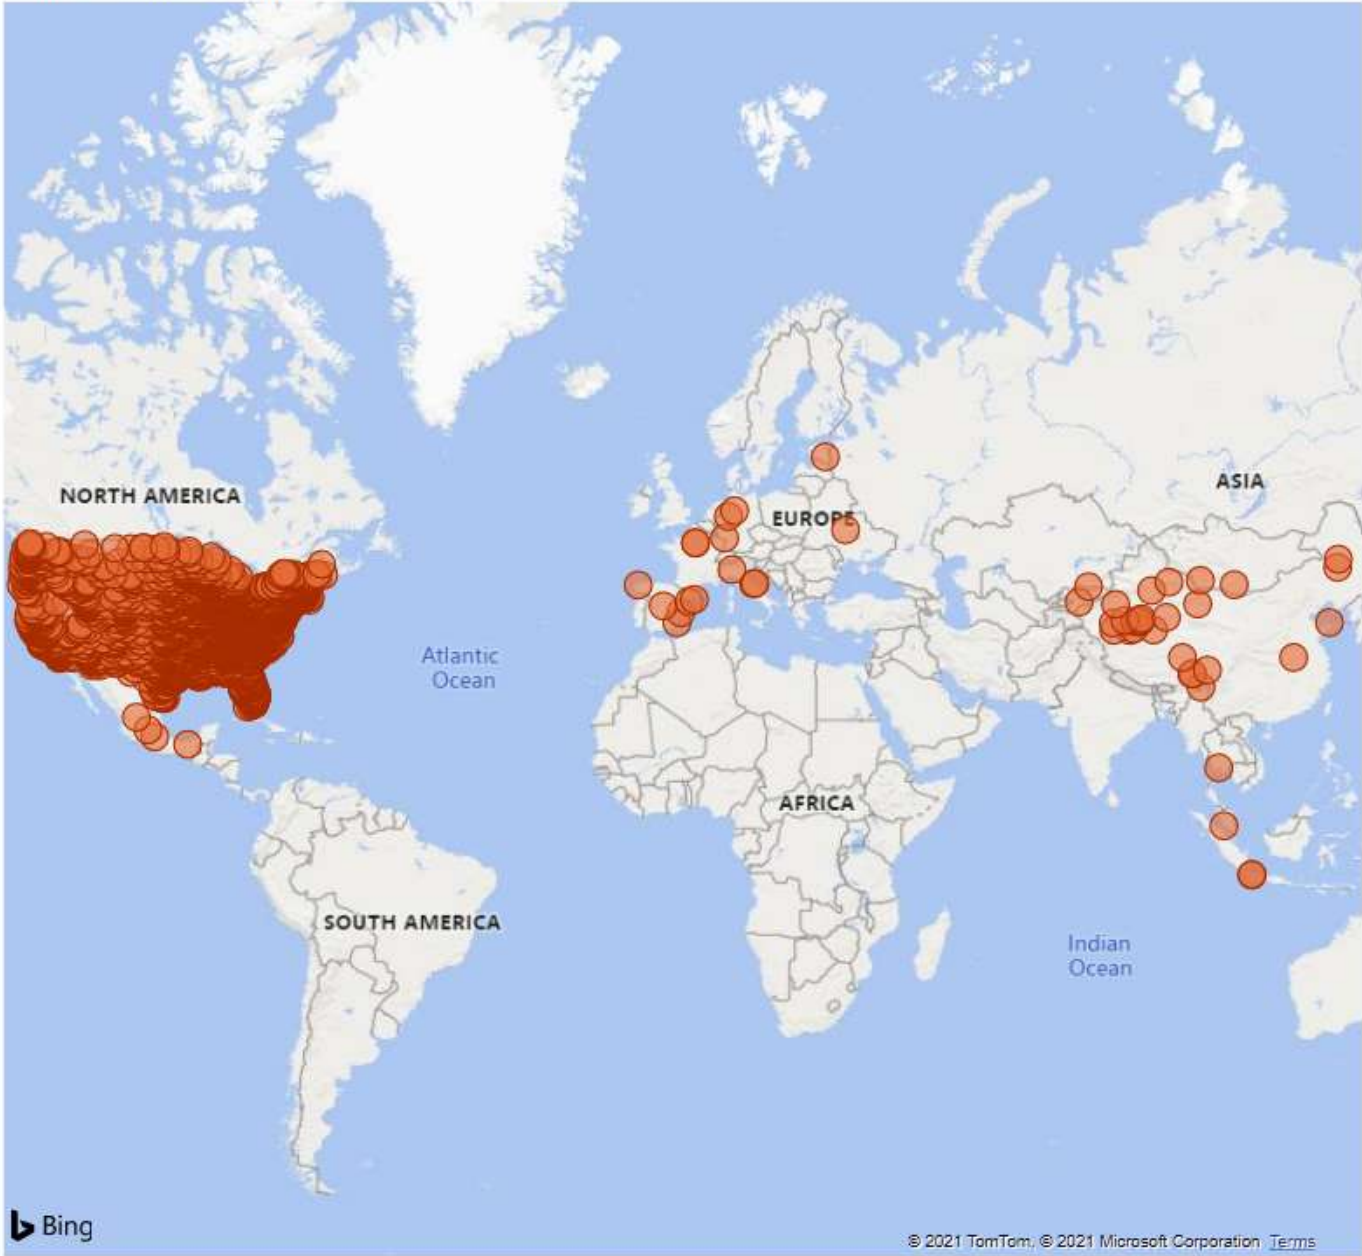 NORTH AMERICA
ASIA
EUROPE
Atlantic
Ocean
AFRICA
SOUTH AMERICA
Indian
Ocean
Bing
© 2021 TomTom, © 2021 Microsoft Corporation Terms